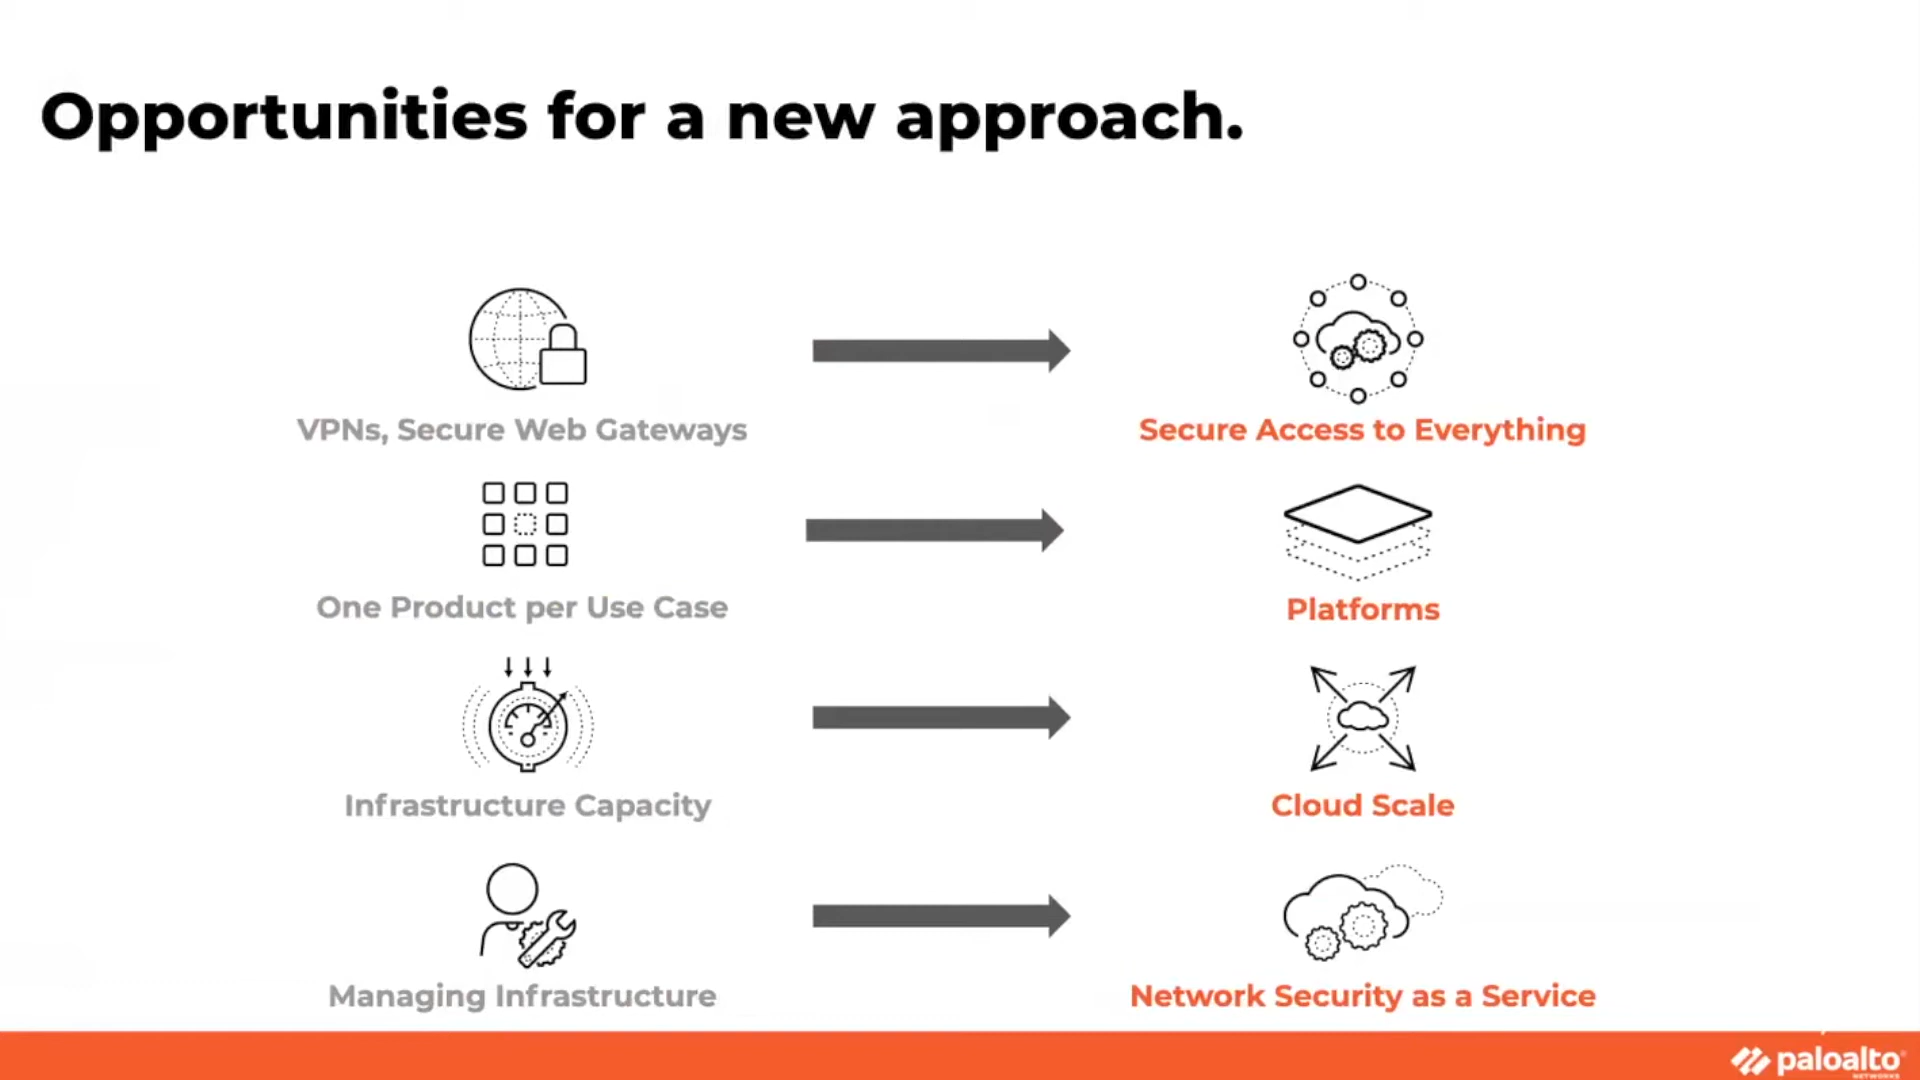 Opportunities for a new approach.
VPNs, Secure Web Gateways
Secure Access to Everything
One Product per Use Case
Platforms
Infrastructure Capacity
Cloud Scale
Managing Infrastructure
Network Security as a Service
paloalto
NETWORKS